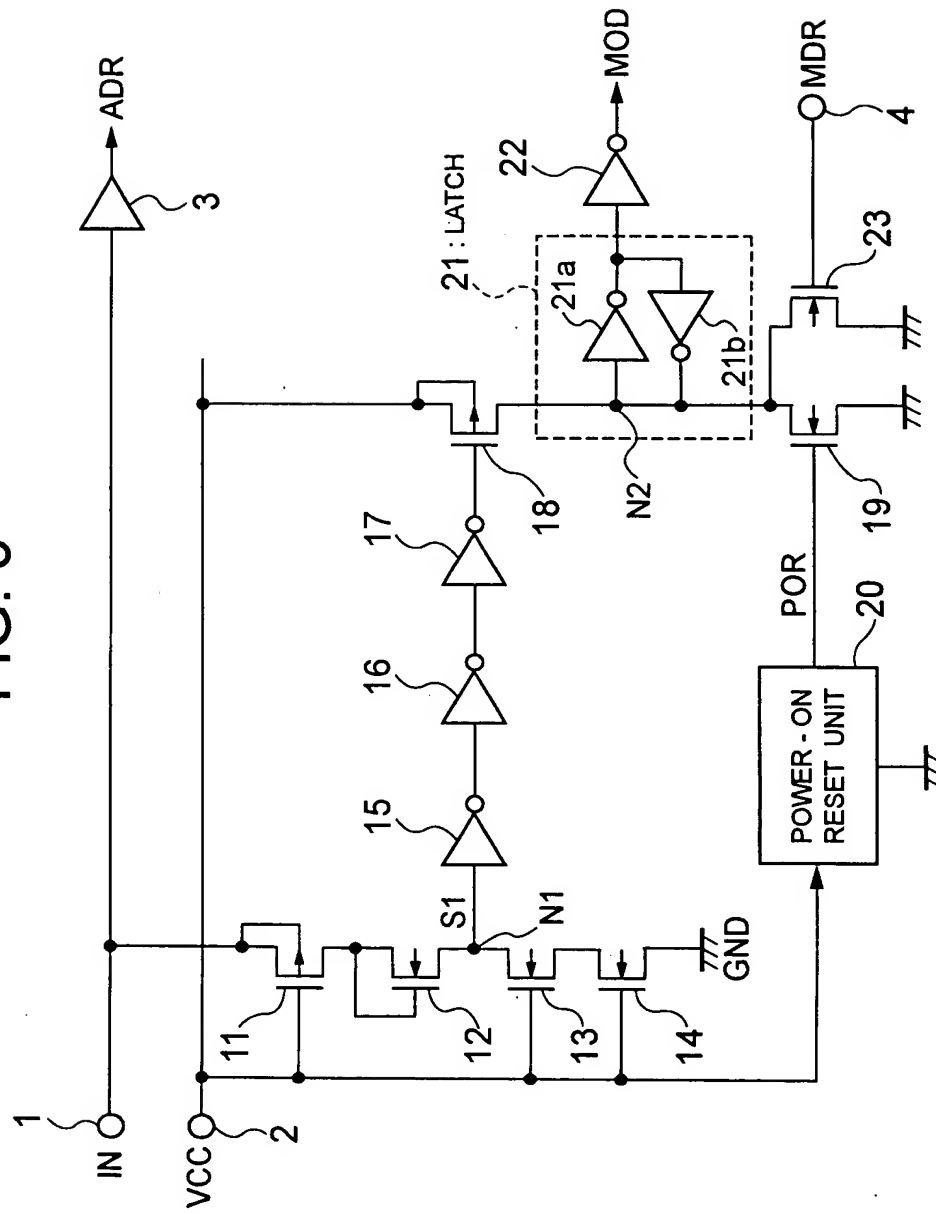 FIG.
1
IN
ADR
3
VCC
2
11
12
S1
N1
13
14
GND
15
16
17
18
21 : LATCH
21a
21b
22
MOD
N2
POWER - ON
RESET UNIT
20
POR
19
23
MDR
4